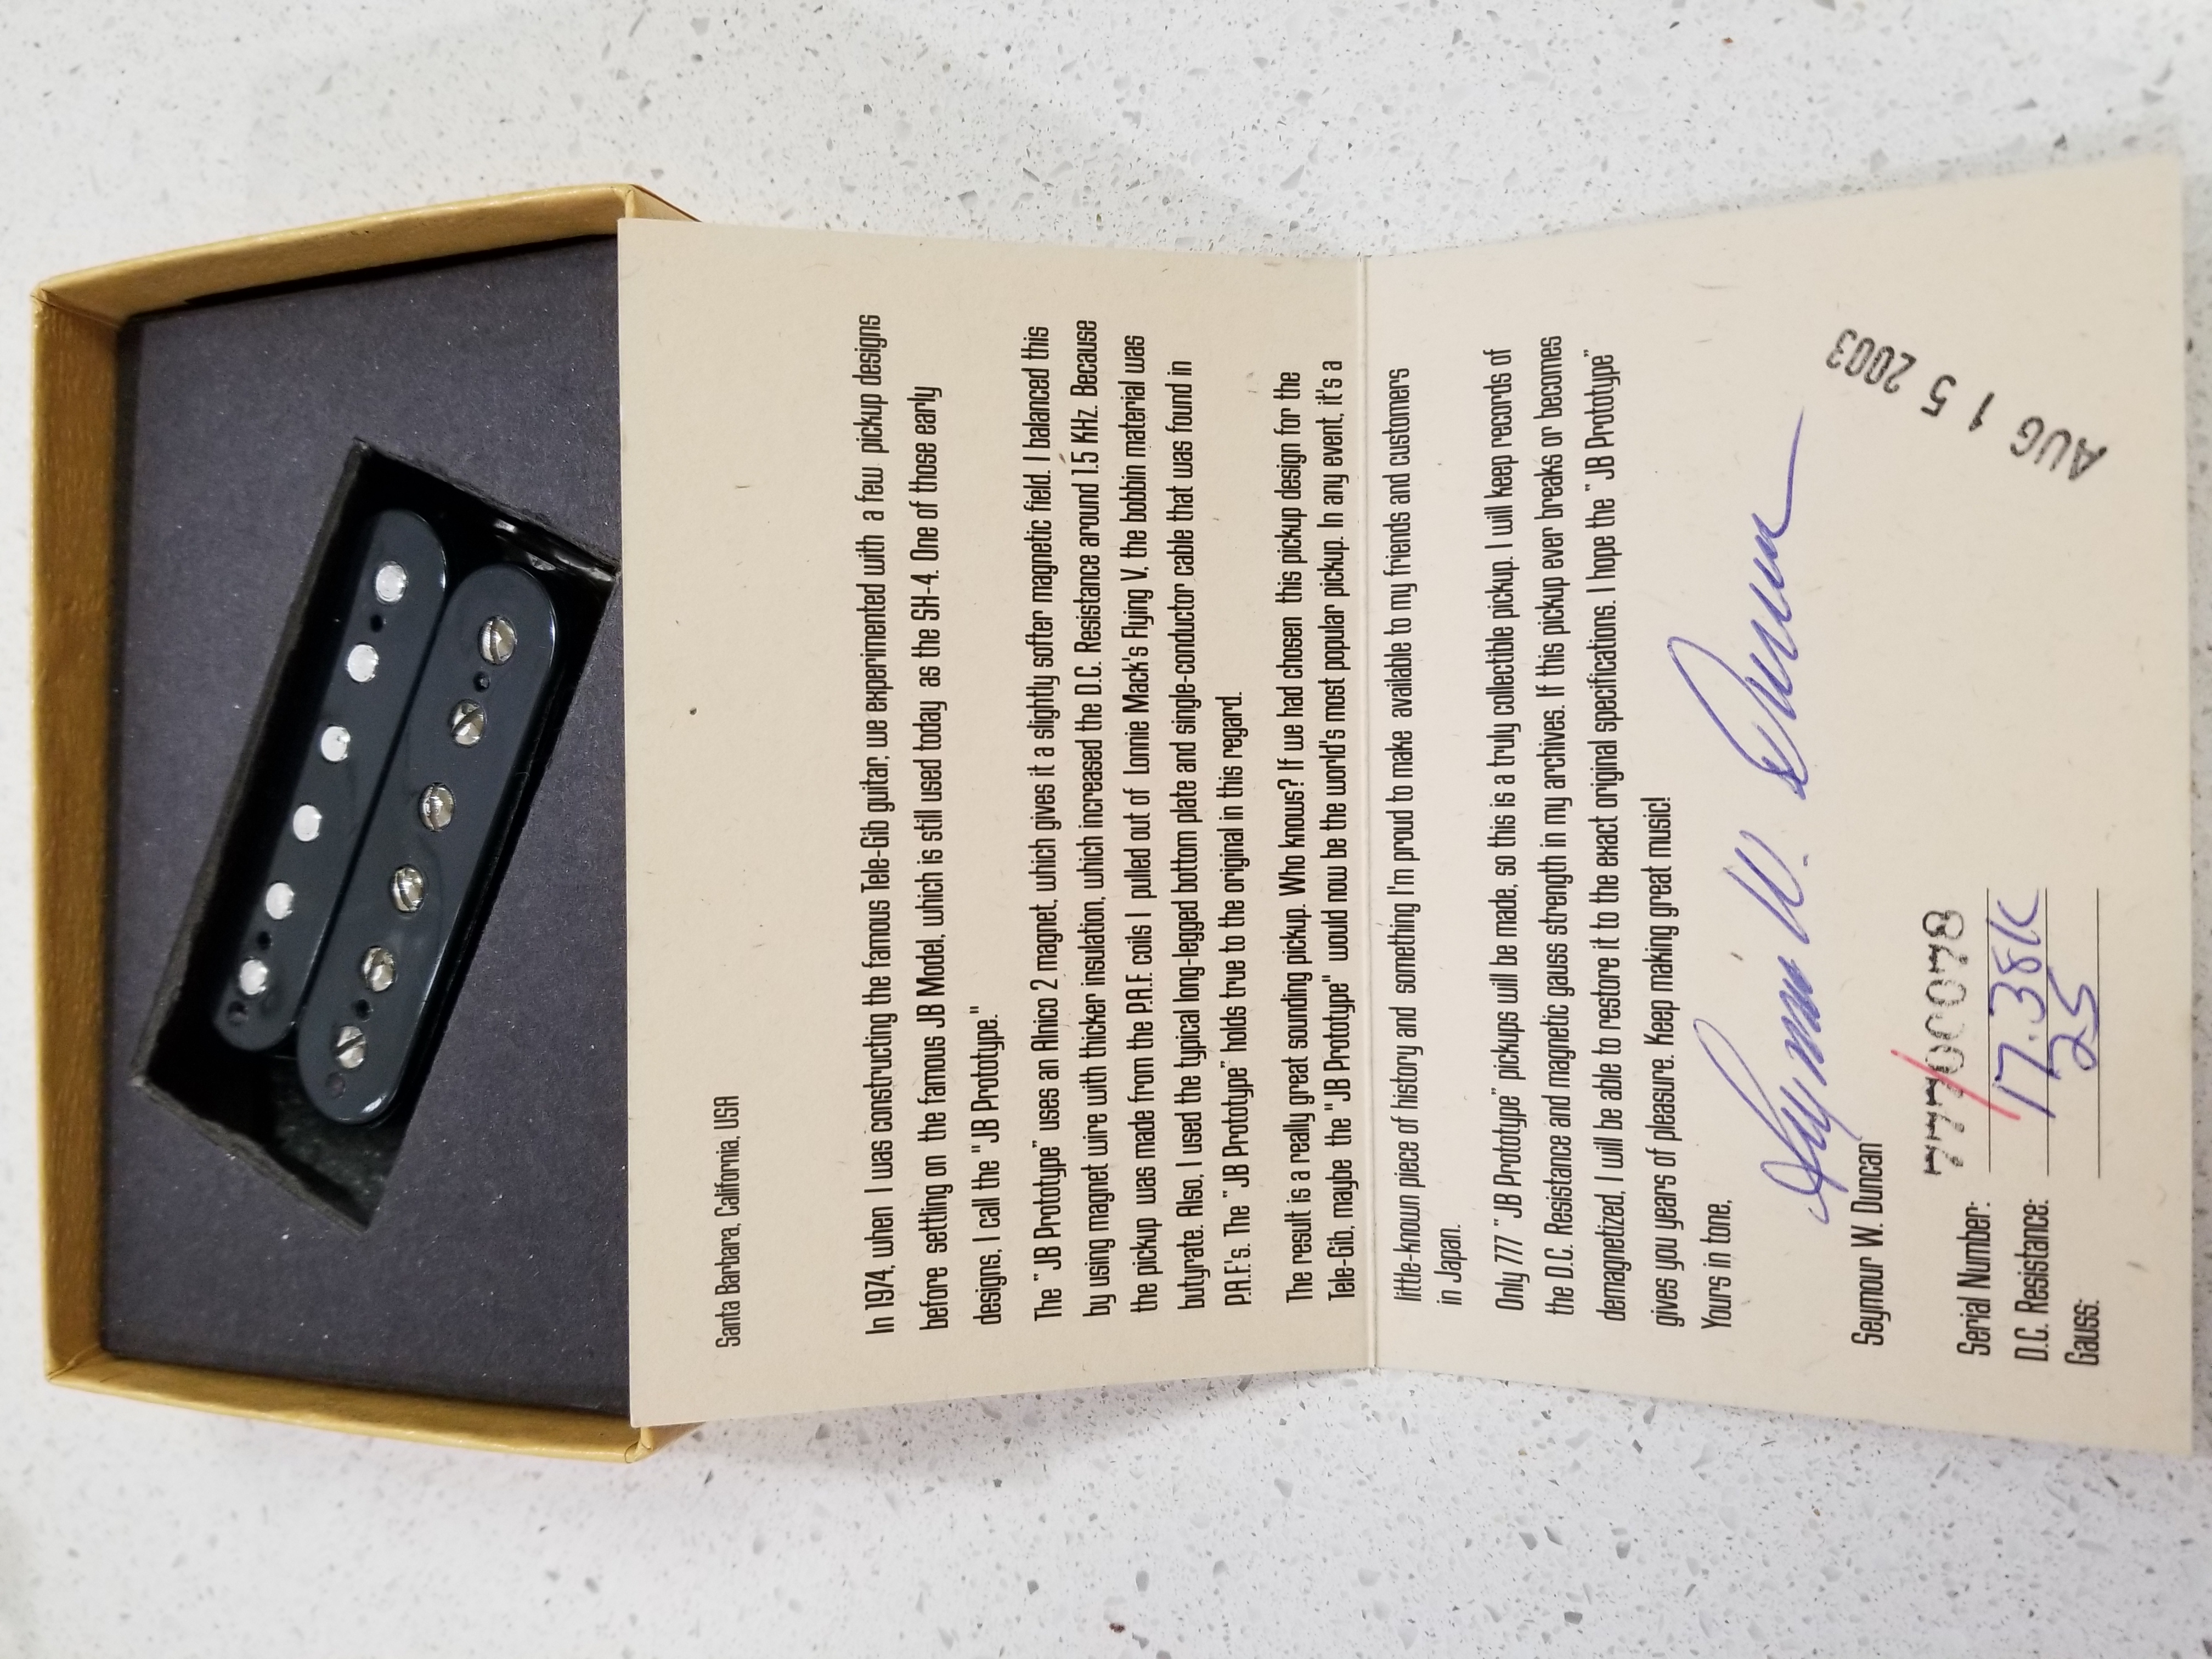 Santa Barbara, California, USA
In 1974, when I was constructing the famous Tele-Gib guitar, we experimented with a few pickup designs
before settling on the famous JB Model, which is still used today as the SH-4. One of those early
designs, I call the "JB Prototype."
The "JB Prototype" uses an Alnico 2 magnet, which gives it a slightly softer magnetic field. I balanced this
by using magnet wire with thicker insulation, which increased the D.C. Resistance around 1.5 KHz. Because
the pickup was made from the P.A.F. coils I pulled out of Lonnie Mack's Flying V, the bobbin material was
butyrate. Also, I used the typical long-legged bottom plate and single-conductor cable that was found in
P.A.F.'s. The "JB Prototype" holds true to the original in this regard.
The result is a really great sounding pickup. Who knows? If we had chosen this pickup design for the
Tele-Gib, maybe the "JB Prototype" would now be the world's most popular pickup. In any event, it's a
little-known piece of history and something I'm proud to make available to my friends and customers
in Japan.
Only 777 "JB Prototype" pickups will be made, so this is a truly collectible pickup. I will keep records of
the D.C. Resistance and magnetic gauss strength in my archives. If this pickup ever breaks or becomes
demagnetized, I will be able to restore it to the exact original specifications. I hope the "JB Prototype"
gives you years of pleasure. Keep making great music!
Yours in tone,
Seymour W. Duncan
Seymour W. Duncan
Serial Number: 777/0078
D.C. Resistance: 17.38K
Gauss: 25
AUG 15 2003